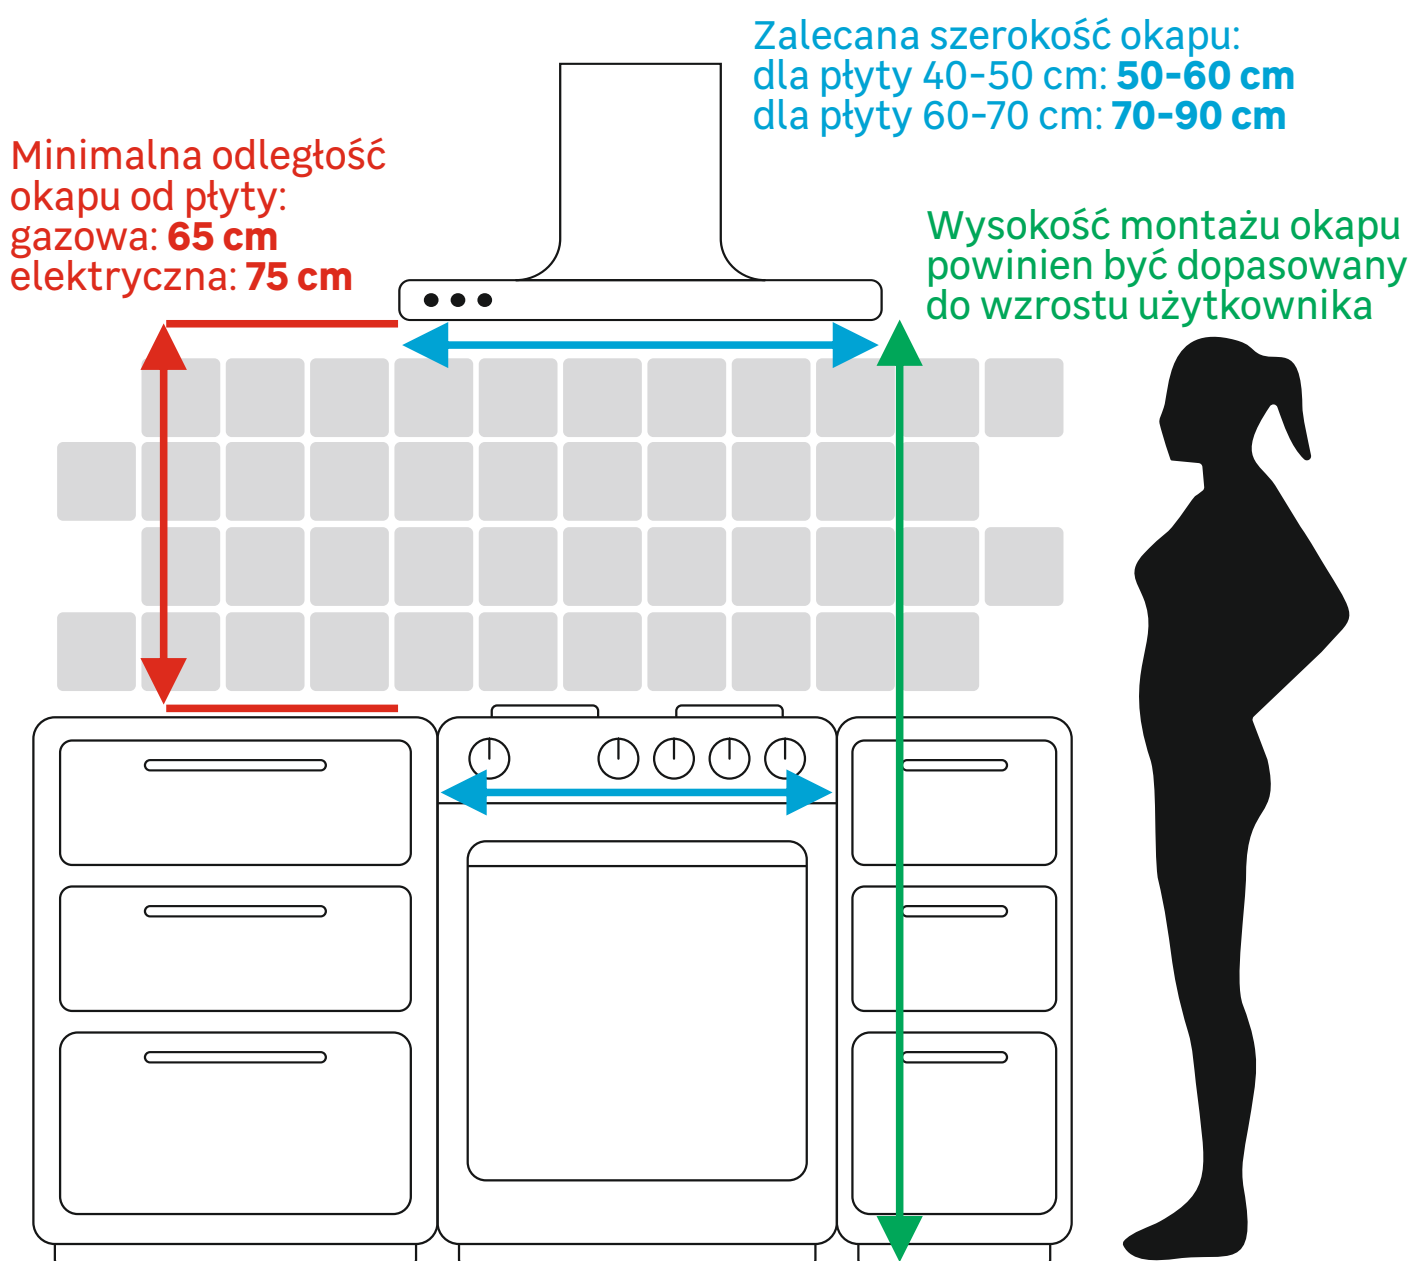 Zalecana szerokość okapu:
dla płyty 40-50 cm: 50-60 cm
dla płyty 60-70 cm: 70-90 cm
Minimalna odległość
okapu od płyty:
gazowa: 65 cm
elektryczna: 75 cm
Wysokość montażu okapu
powinien być dopasowany
do wzrostu użytkownika